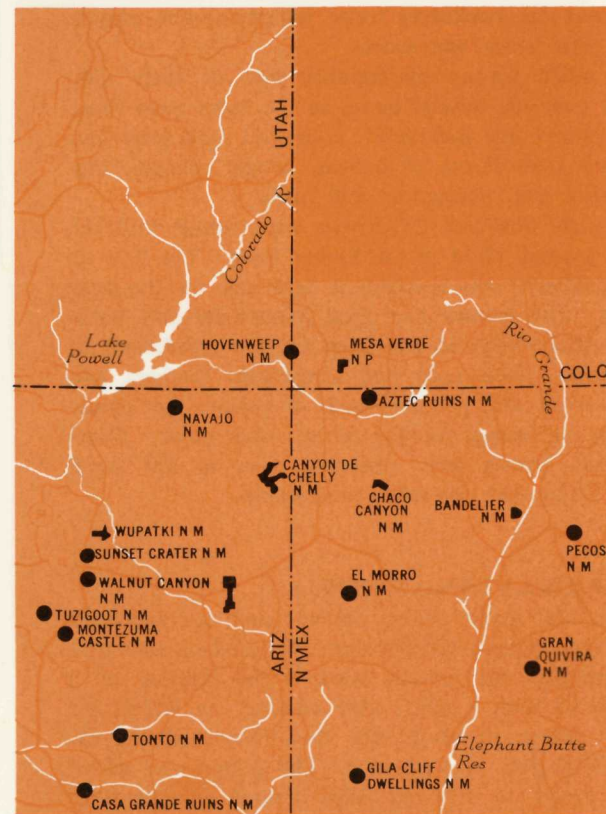 UTAH
Colorado R
Lake
Powell
HOVENWEEP
N M
MESA VERDE
N P
Rio Grande
COLO
AZTEC RUINS N M
NAVAJO
N M
CANYON DE
CHELLY
N M
CHACO
CANYON
N M
BANDELIER
N M
PECOS
N M
WUPATKI N M
SUNSET CRATER N M
WALNUT CANYON
N M
EL MORRO
N M
TUZIGOOT N M
MONTEZUMA
CASTLE N M
ARIZ
N MEX
GRAN
QUIVIRA
N M
TONTO N M
Elephant Butte
Res
GILA CLIFF
DWELLINGS N M
CASA GRANDE RUINS N M